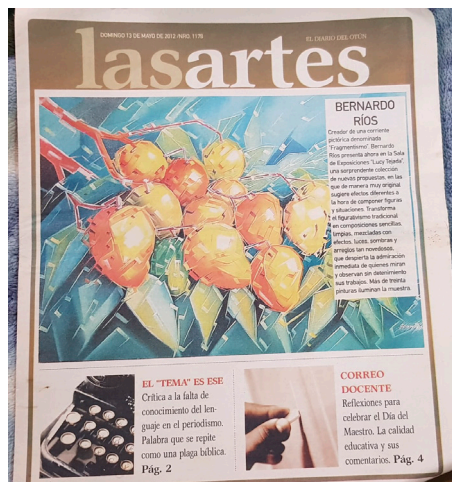 DOMINGO 13 DE MAYO DE 2012 /NRO. 1176
EL DIARIO DEL OTÚN
lasartes
BERNARDO
RÍOS
Creador de una corriente
pictórica denominada
"Fragmentismo", Bernardo
Ríos presenta ahora en la Sala
de Exposiciones "Lucy Tejada",
una sorprendente colección
de nuevas propuestas, en las
que de manera muy original
sugiere efectos diferentes a
la hora de componer figuras
y situaciones. Transforma
el figurativismo tradicional
en composiciones sencillas,
limpias, mezcladas con
efectos, luces, sombras y
arreglos tan novedosos,
que despierta la admiración
inmediata de quienes miran
y observan sin detenimiento
sus trabajos. Más de treinta
pinturas iluminan la muestra
EL "TEMA" ES ESE
Crítica a la falta de
conocimiento del len-
guaje en el periodismo.
Palabra que se repite
como una plaga bíblica.
Pág. 2
CORREO
DOCENTE
Reflexiones para
celebrar el Día del
Maestro. La calidad
educativa y sus
comentarios. Pág. 4